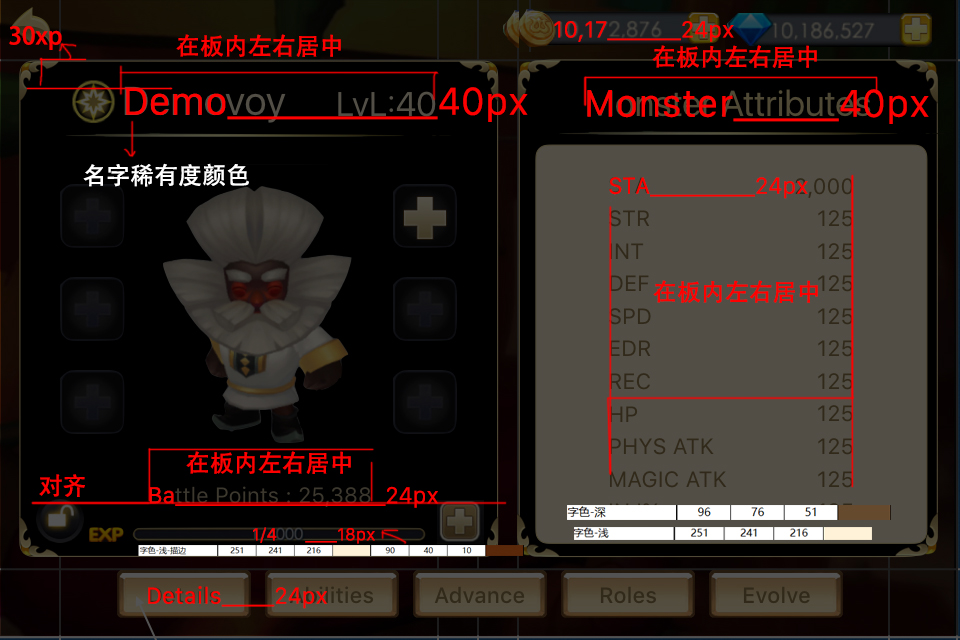 30xp
在板内左右居中
10,172,876 24px
10,186,527
在板内左右居中
Demovoy LvL:40 40px
Monster Attributes 40px
名字稀有度颜色
STA 24px 2,000
STR 125
INT 125
DEF 125
在板内左右居中
SPD 125
EDR 125
REC 125
HP 125
PHYS ATK 125
MAGIC ATK 125
在板内左右居中
对齐
Battle Points : 25,388 24px
字色-深 96 76 51
字色-浅 251 241 216
EXP 1/4000 18px
字色-浅-描边 251 241 216 90 40 10
Details 24px
Abilities
Advance
Roles
Evolve